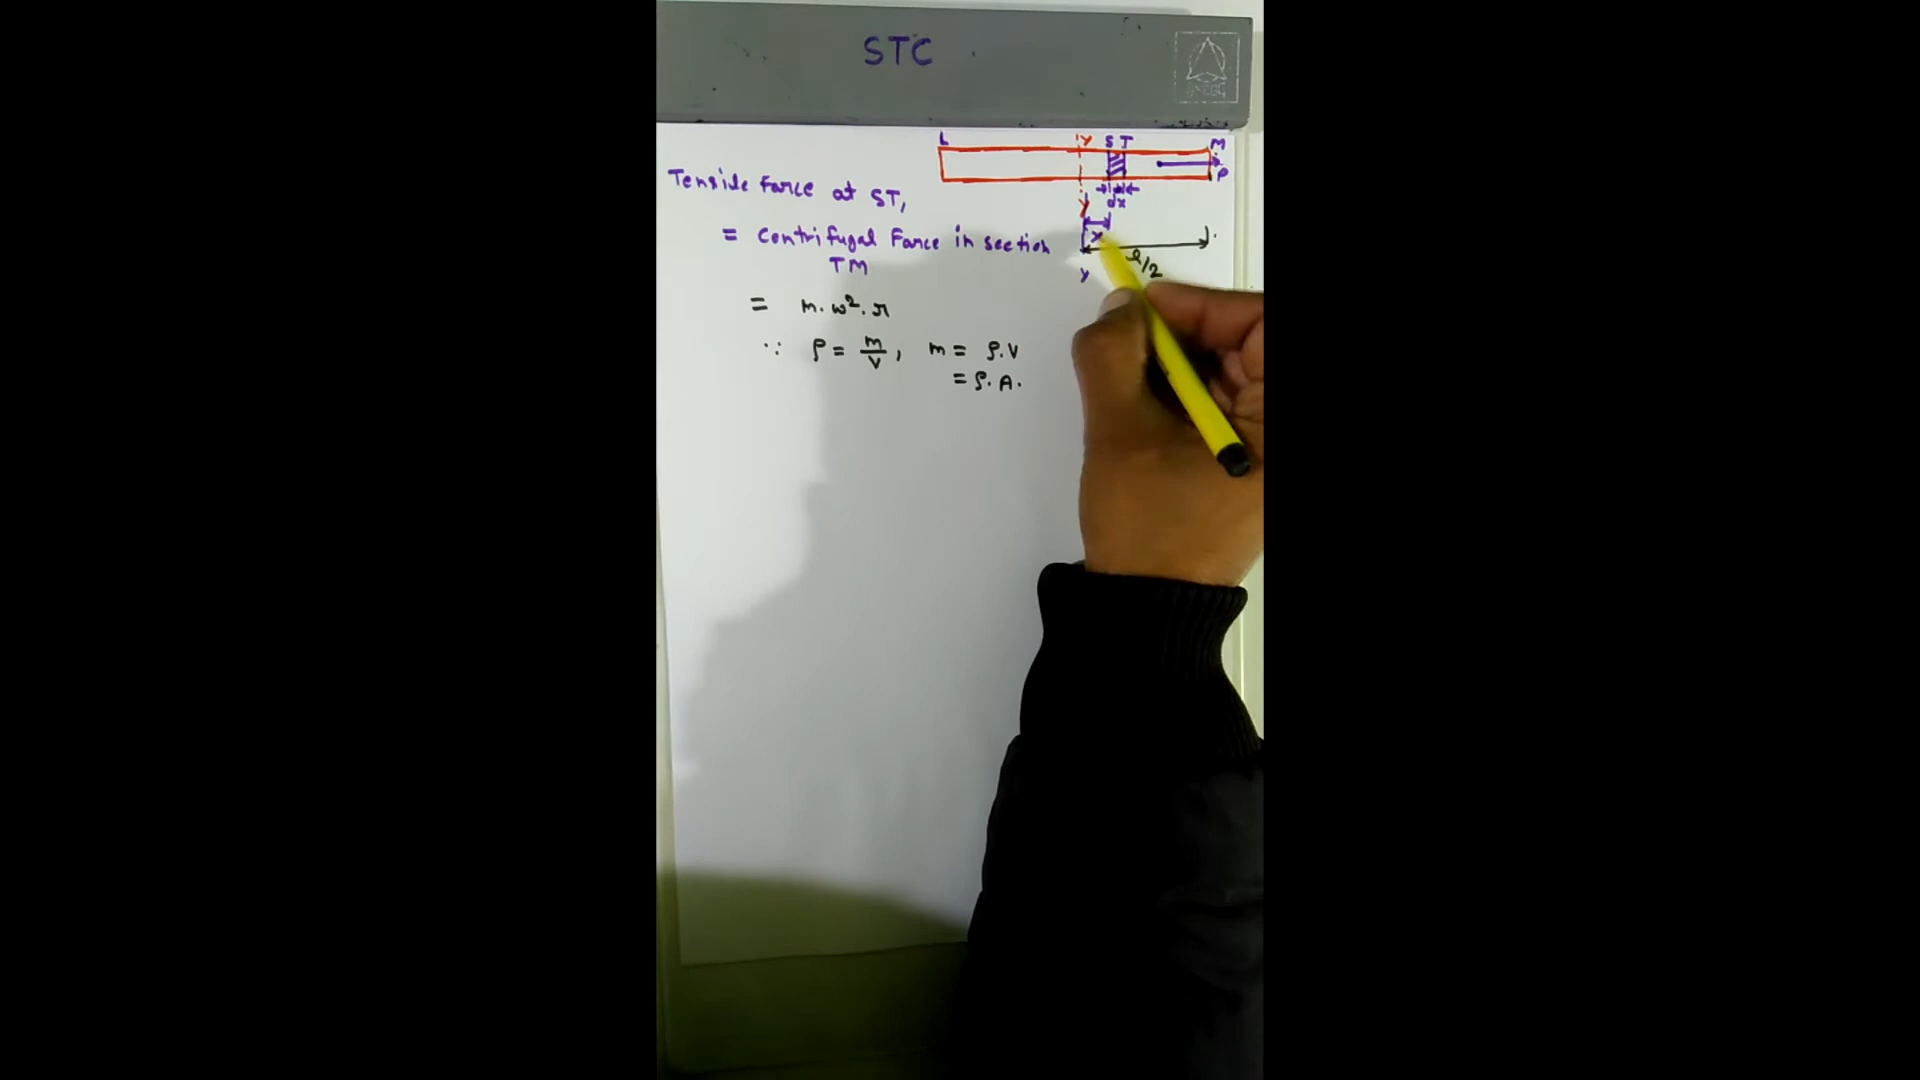 STC
L Y S T M
P
Tensile Force at ST,
Y dx
= Centrifugal Force in section
TM
x
l/2
y
= m.ω².r
∵ ρ = m/V, m = ρ.V
= ρ.A.